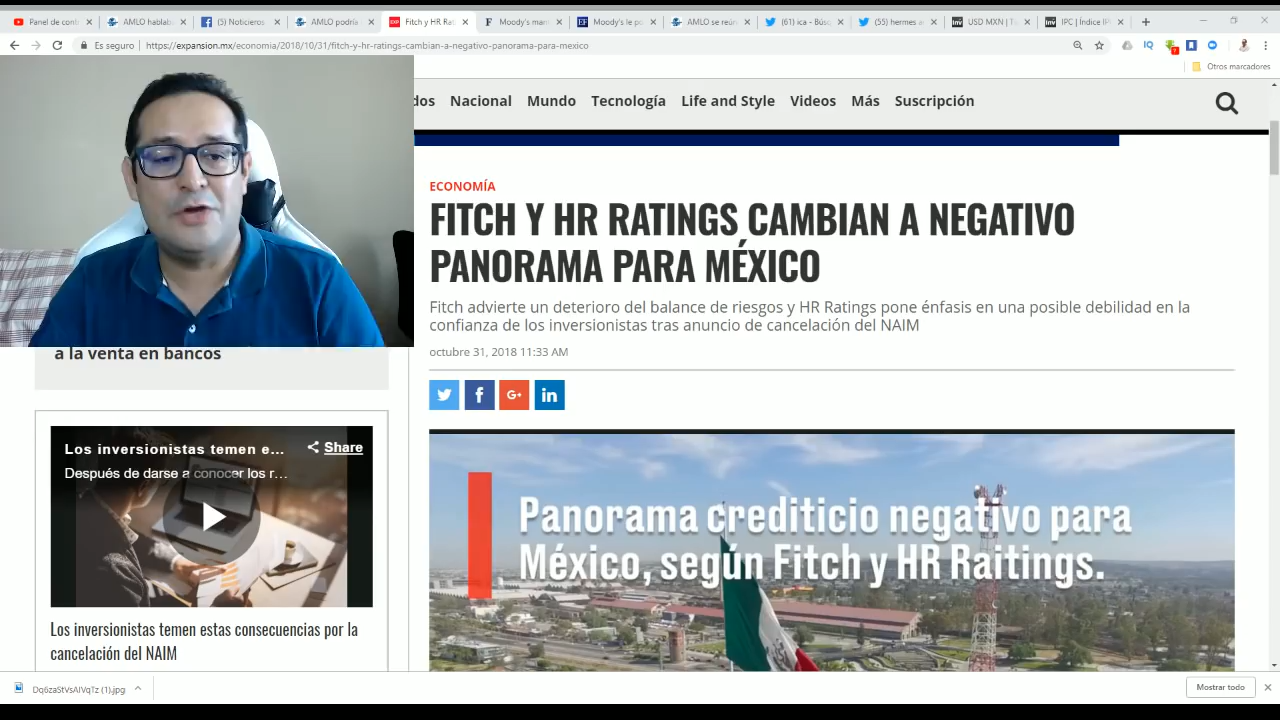 Panel de cont
AMLO hablab
(5) Noticieros
AMLO podría
Fitch y HR Rat
Moody's man
Moody's le p
AMLO se reún
(61) ica - Búsq
(55) hermes a
USD MXN | T
IPC | Índice IP
Es seguro
https://expansion.mx/economia/2018/10/31/fitch-y-hr-ratings-cambian-a-negativo-panorama-para-mexico
IQ
Otros marcadores
dos Nacional Mundo Tecnología Life and Style Videos Más Suscripción
ECONOMÍA
FITCH Y HR RATINGS CAMBIAN A NEGATIVO
PANORAMA PARA MÉXICO
Fitch advierte un deterioro del balance de riesgos y HR Ratings pone énfasis en una posible debilidad en la
confianza de los inversionistas tras anuncio de cancelación del NAIM
octubre 31, 2018 11:33 AM
a la venta en bancos
Los inversionistas temen e...
Share
Después de darse a conocer los r...
Los inversionistas temen estas consecuencias por la
cancelación del NAIM
Panorama crediticio negativo para
México, según Fitch y HR Raitings.
Dq6zaStVsAIVqTz (1).jpg
Mostrar todo